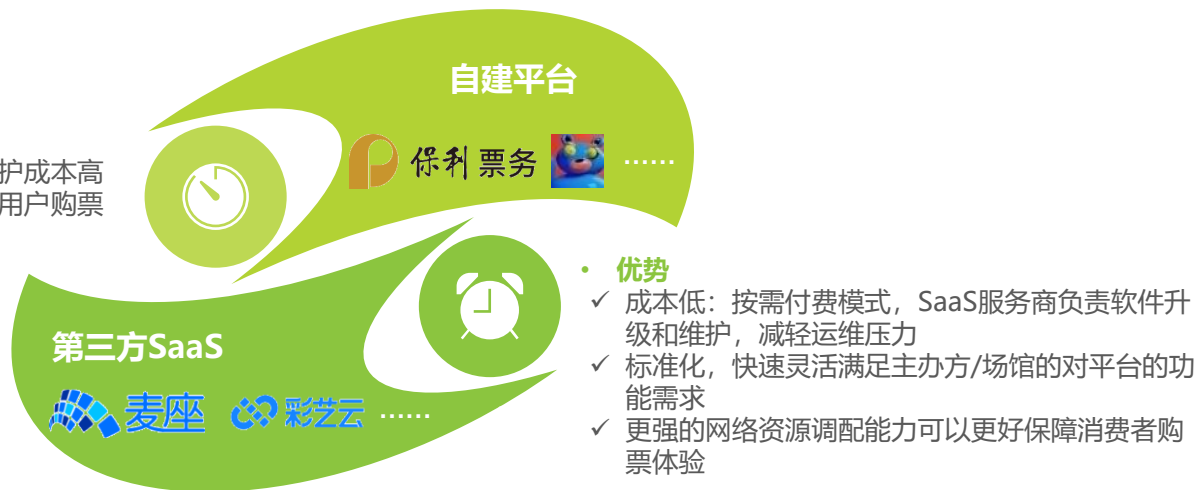 自建平台
保利票务 ……
护成本高
用户购票
• 优势
✓ 成本低：按需付费模式，SaaS服务商负责软件升
级和维护，减轻运维压力
✓ 标准化，快速灵活满足主办方/场馆的对平台的功
能需求
✓ 更强的网络资源调配能力可以更好保障消费者购
票体验
第三方SaaS
麦座 彩艺云 ……